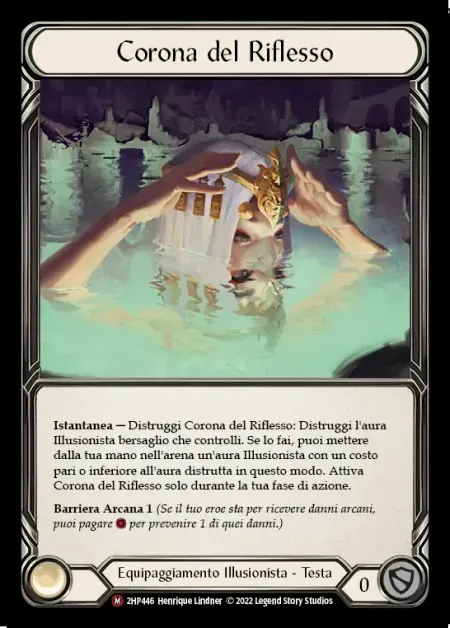 Corona del Riflesso
Istantanea — Distruggi Corona del Riflesso: Distruggi l'aura
Illusionista bersaglio che controlli. Se lo fai, puoi mettere
dalla tua mano nell'arena un'aura Illusionista con un costo
pari o inferiore all'aura distrutta in questo modo. Attiva
Corona del Riflesso solo durante la tua fase di azione.
Barriera Arcana 1 (Se il tuo eroe sta per ricevere danni arcani,
puoi pagare per prevenire 1 di quei danni.)
Equipaggiamento Illusionista - Testa
0
M 2HP446 Henrique Lindner © 2022 Legend Story Studios